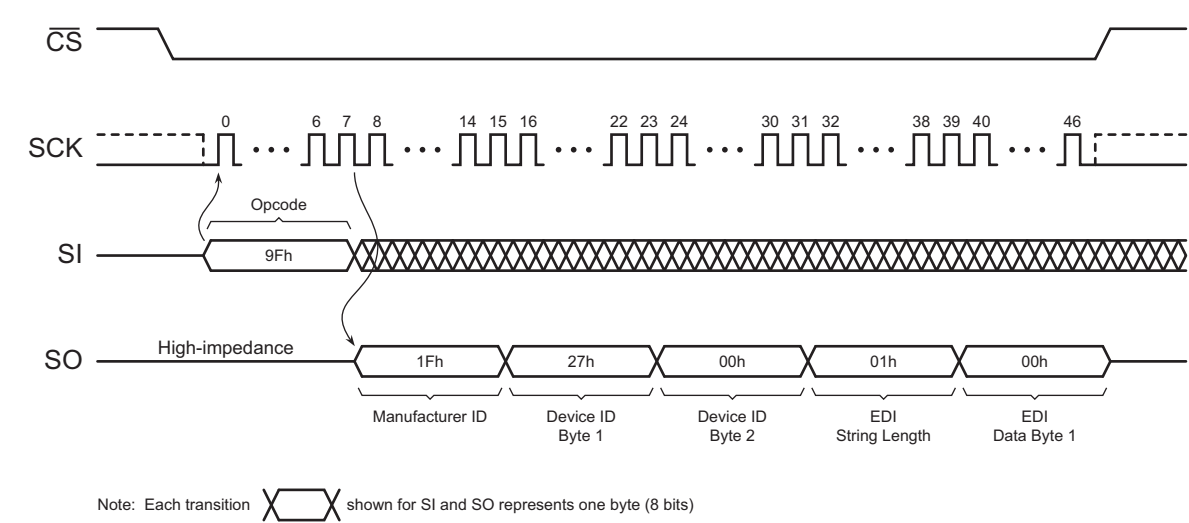 CS
SCK
0 6 7 8 14 15 16 22 23 24 30 31 32 38 39 40 46
Opcode
SI
9Fh
High-impedance
SO
1Fh 27h 00h 01h 00h
Manufacturer ID Device ID Device ID EDI EDI
Byte 1 Byte 2 String Length Data Byte 1
Note: Each transition shown for SI and SO represents one byte (8 bits)